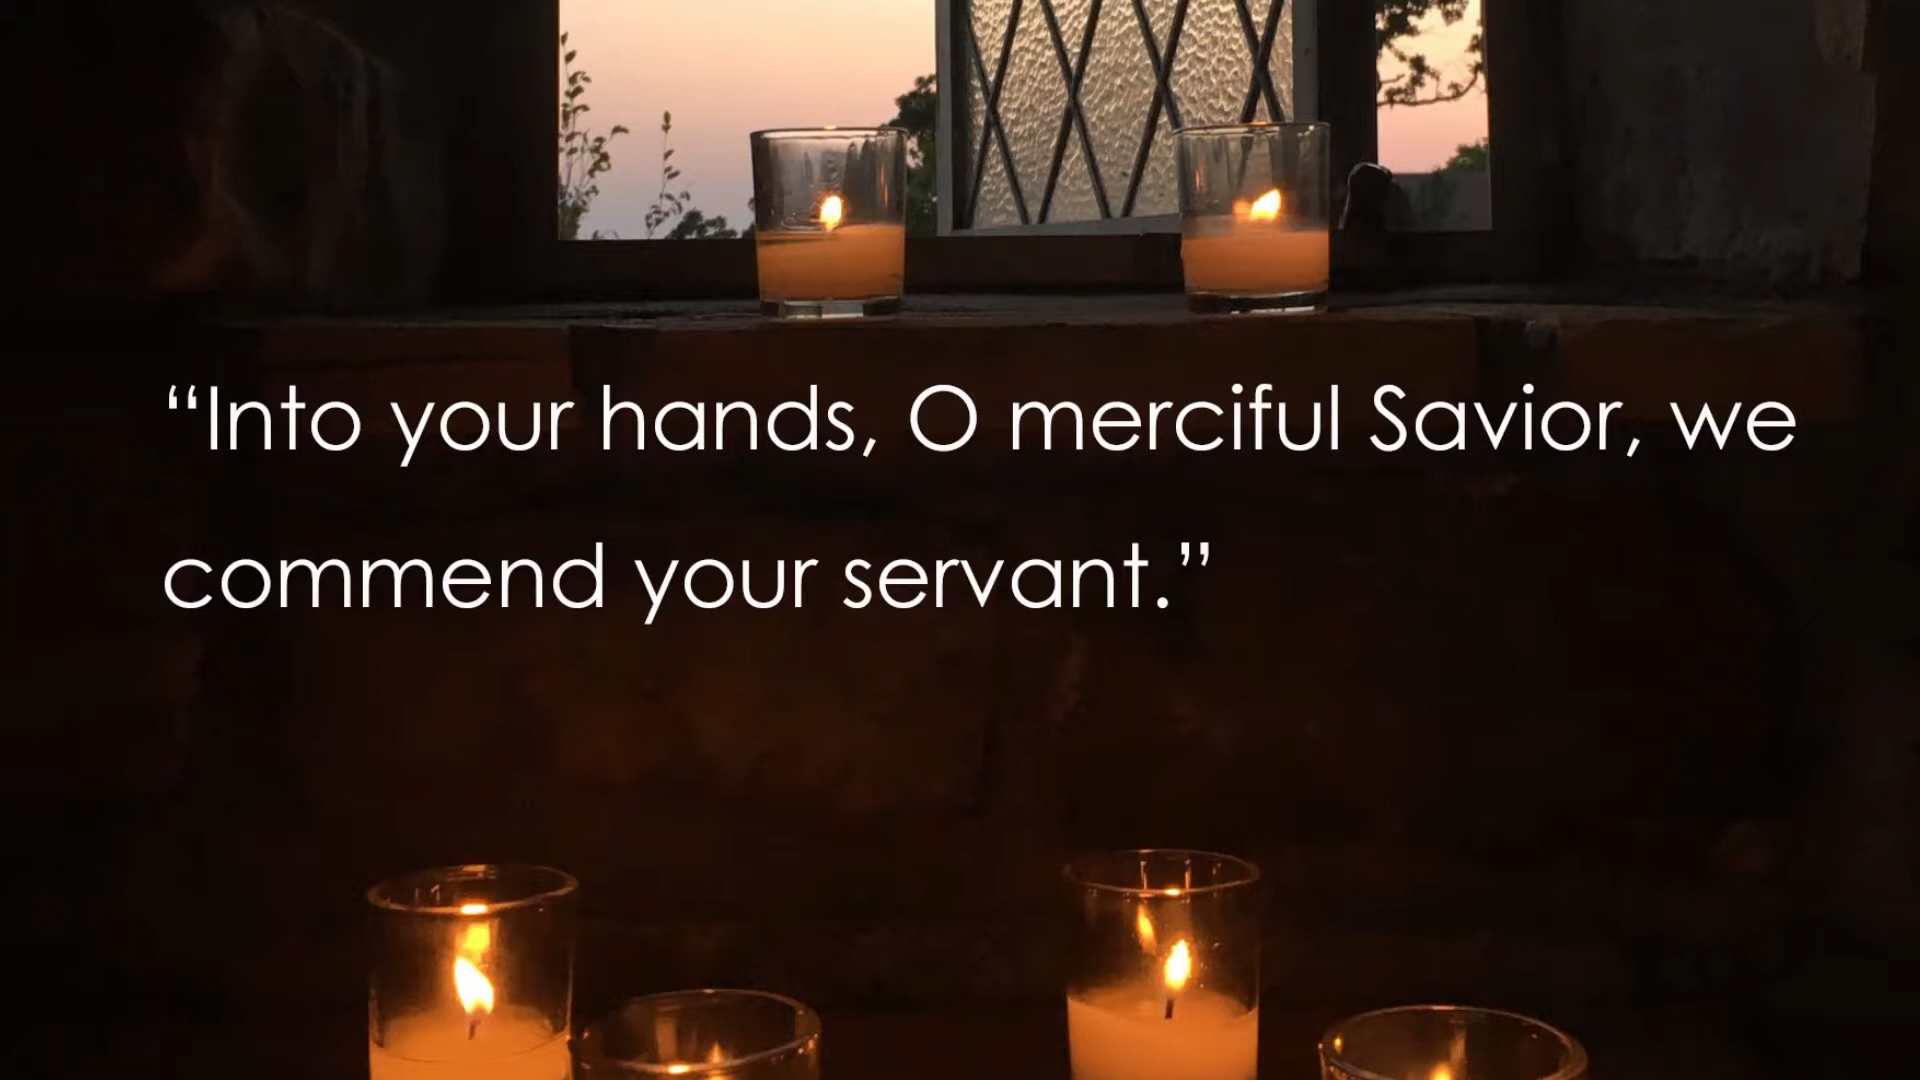 “Into your hands, O merciful Savior, we
commend your servant.”